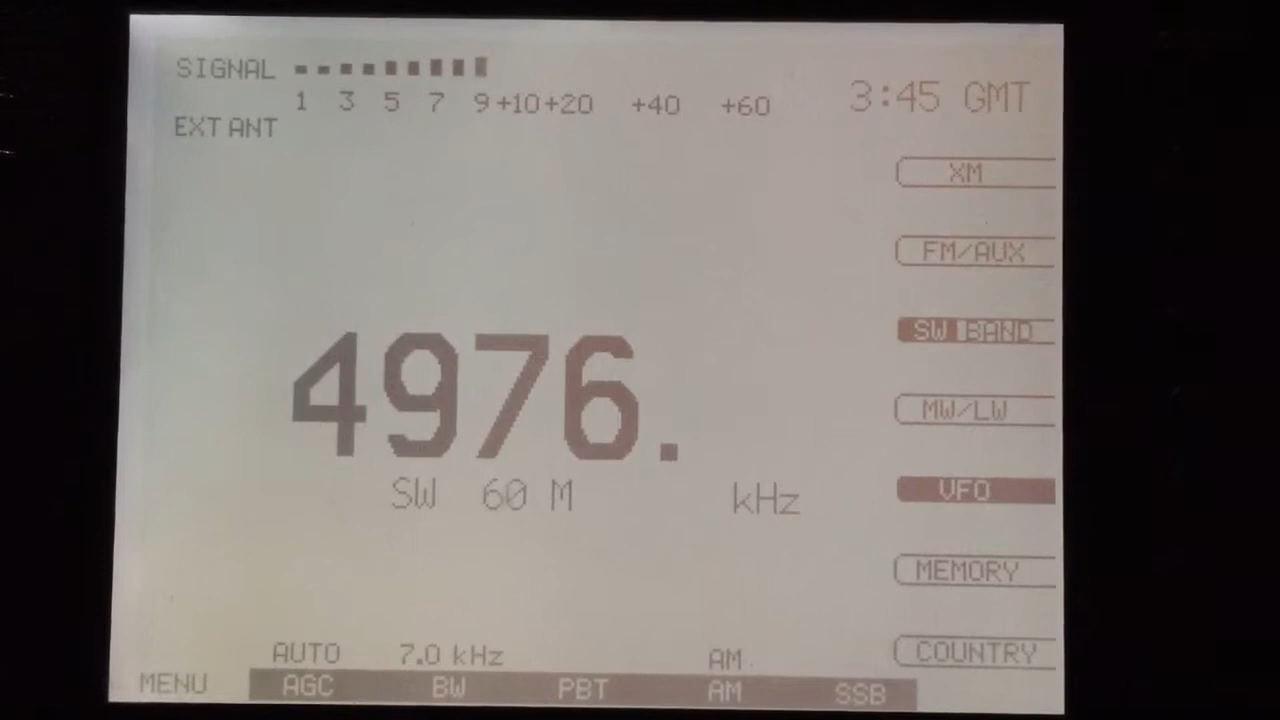 SIGNAL
1 3 5 7 9 +10 +20 +40 +60
3:45 GMT
EXT ANT
XM
FM/AUX
SW BAND
4976.
MW/LW
SW 60 M kHz
VFO
MEMORY
COUNTRY
AUTO 7.0 kHz AM
MENU AGC BW PBT AM SSB